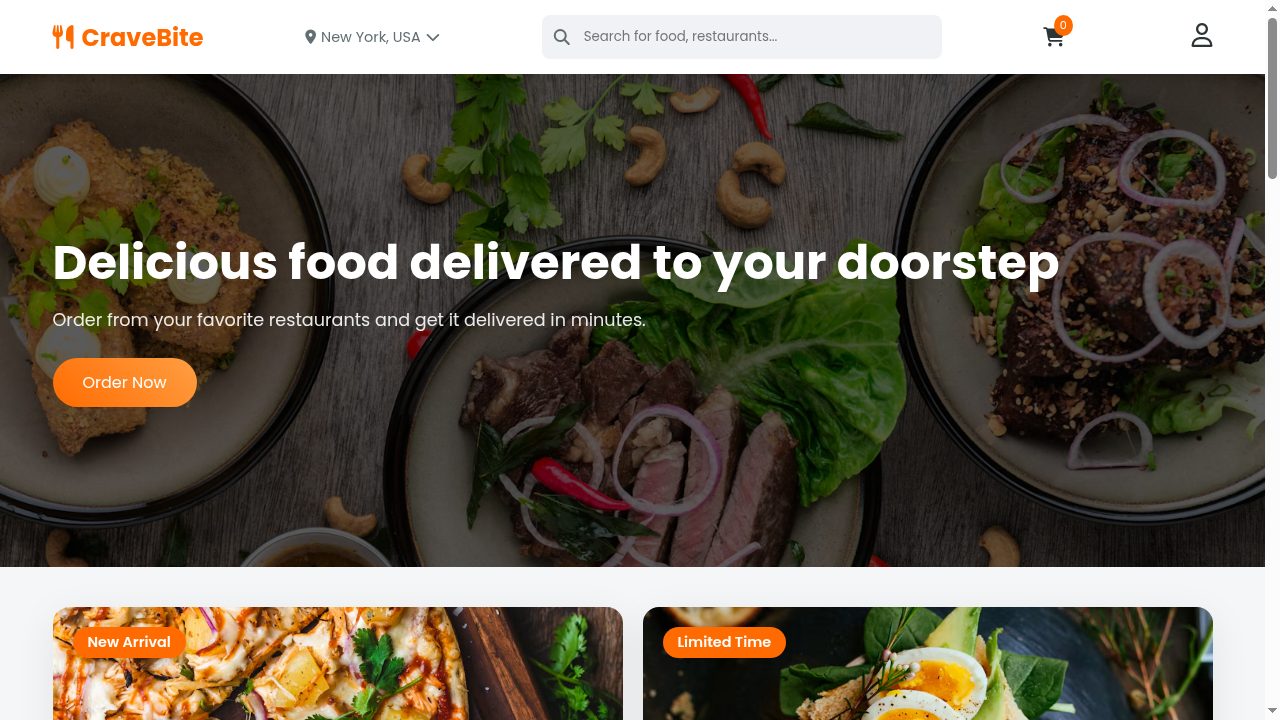 CraveBite
New York, USA
Search for food, restaurants...
0
Delicious food delivered to your doorstep
Order from your favorite restaurants and get it delivered in minutes.
Order Now
New Arrival
Limited Time